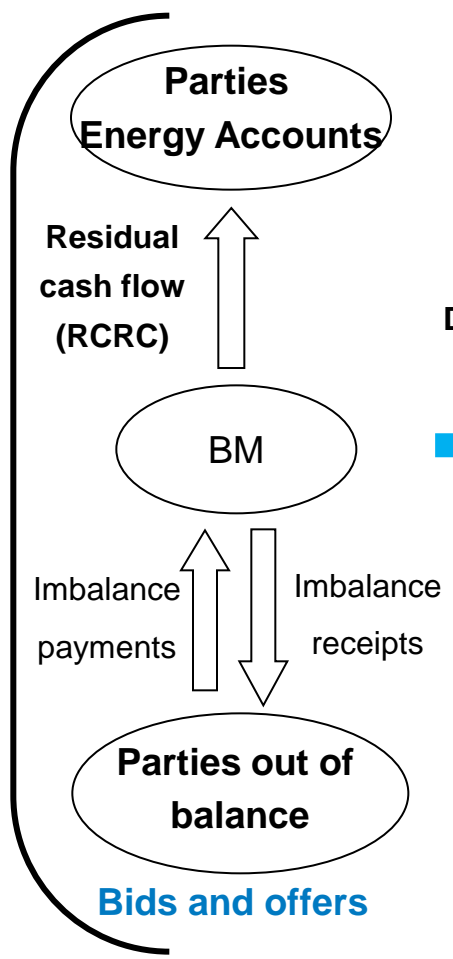 Parties
Energy Accounts
Residual
cash flow
(RCRC)
D
BM
Imbalance
payments
Imbalance
receipts
Parties out of
balance
Bids and offers